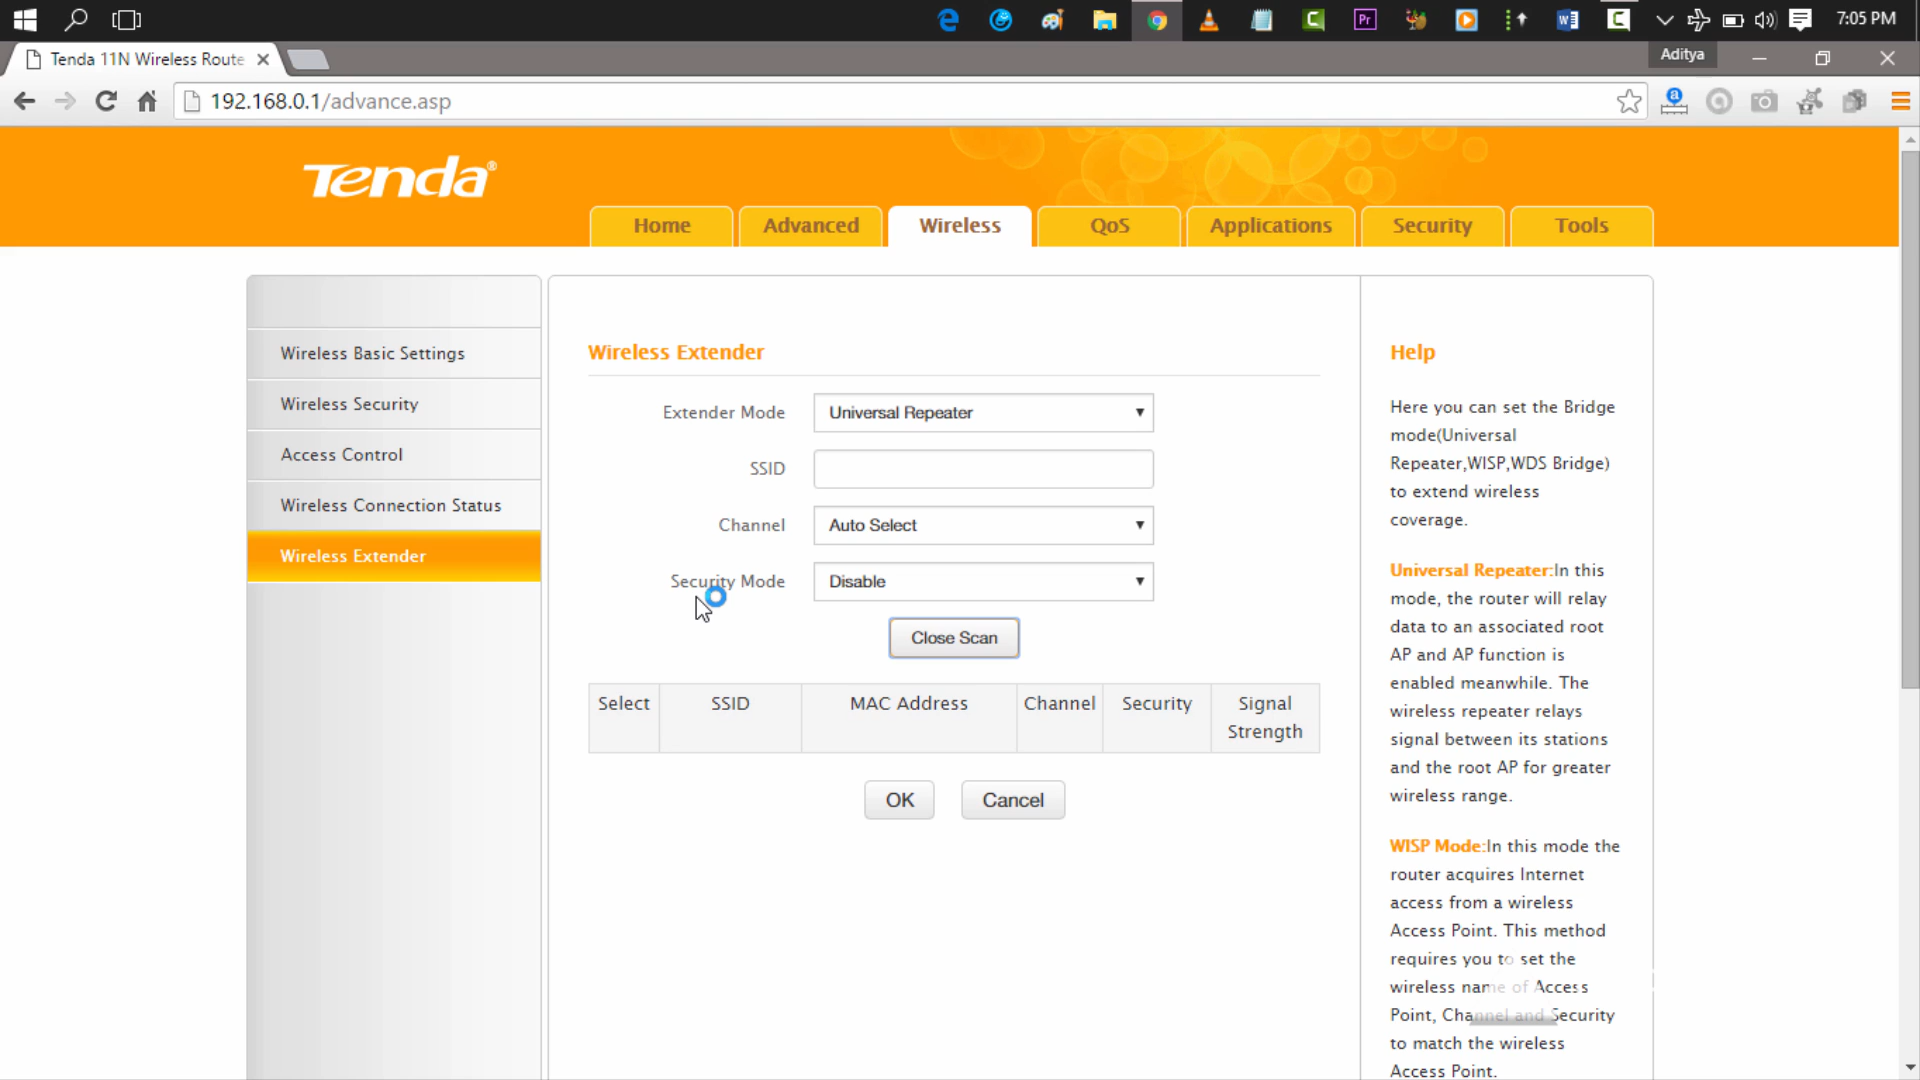 7:05 PM
Tenda 11N Wireless Route
Aditya
192.168.0.1/advance.asp
Tenda®
Home
Advanced
Wireless
QoS
Applications
Security
Tools
Wireless Basic Settings
Wireless Security
Access Control
Wireless Connection Status
Wireless Extender
Wireless Extender
Extender Mode
Universal Repeater
SSID
Channel
Auto Select
Security Mode
Disable
Close Scan
Select
SSID
MAC Address
Channel
Security
Signal
Strength
OK
Cancel
Help
Here you can set the Bridge
mode(Universal
Repeater,WISP,WDS Bridge)
to extend wireless
coverage.
Universal Repeater:In this
mode, the router will relay
data to an associated root
AP and AP function is
enabled meanwhile. The
wireless repeater relays
signal between its stations
and the root AP for greater
wireless range.
WISP Mode:In this mode the
router acquires Internet
access from a wireless
Access Point. This method
requires you to set the
wireless name of Access
Point, Channel and Security
to match the wireless
Access Point.